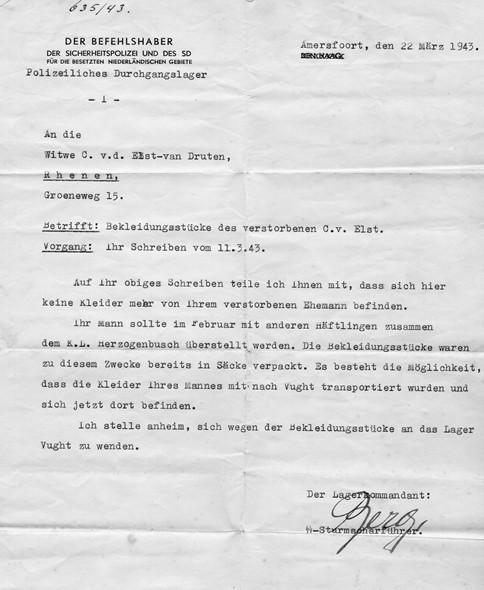 635/43.
DER BEFEHLSHABER
DER SICHERHEITSPOLIZEI UND DES SD
FÜR DIE BESETZTEN NIEDERLÄNDISCHEN GEBIETE
Polizeiliches Durchgangslager
- I -
Amersfoort, den 22 März 1943.
DEN HAAG
An die
Witwe C. v.d. Elst-van Druten,
Rhenen,
Groeneweg 15.
Betrifft: Bekleidungsstücke des verstorbenen C.v. Elst.
Vorgang: Ihr Schreiben vom 11.3.43.
Auf Ihr obiges Schreiben teile ich Ihnen mit, dass sich hier
keine Kleider mehr von Ihrem verstorbenen Ehemann befinden.
Ihr Mann sollte im Februar mit anderen Häftlingen zusammen
dem K.L. Herzogenbusch überstellt werden. Die Bekleidungsstücke waren
zu diesem Zwecke bereits in Säcke verpackt. Es besteht die Möglichkeit,
dass die Kleider Ihres Mannes mit nach Vught transportiert wurden und
sich jetzt dort befinden.
Ich stelle anheim, sich wegen der Bekleidungsstücke an das Lager
Vught zu wenden.
Der Lagerkommandant:
Berg
SS-Sturmscharführer.